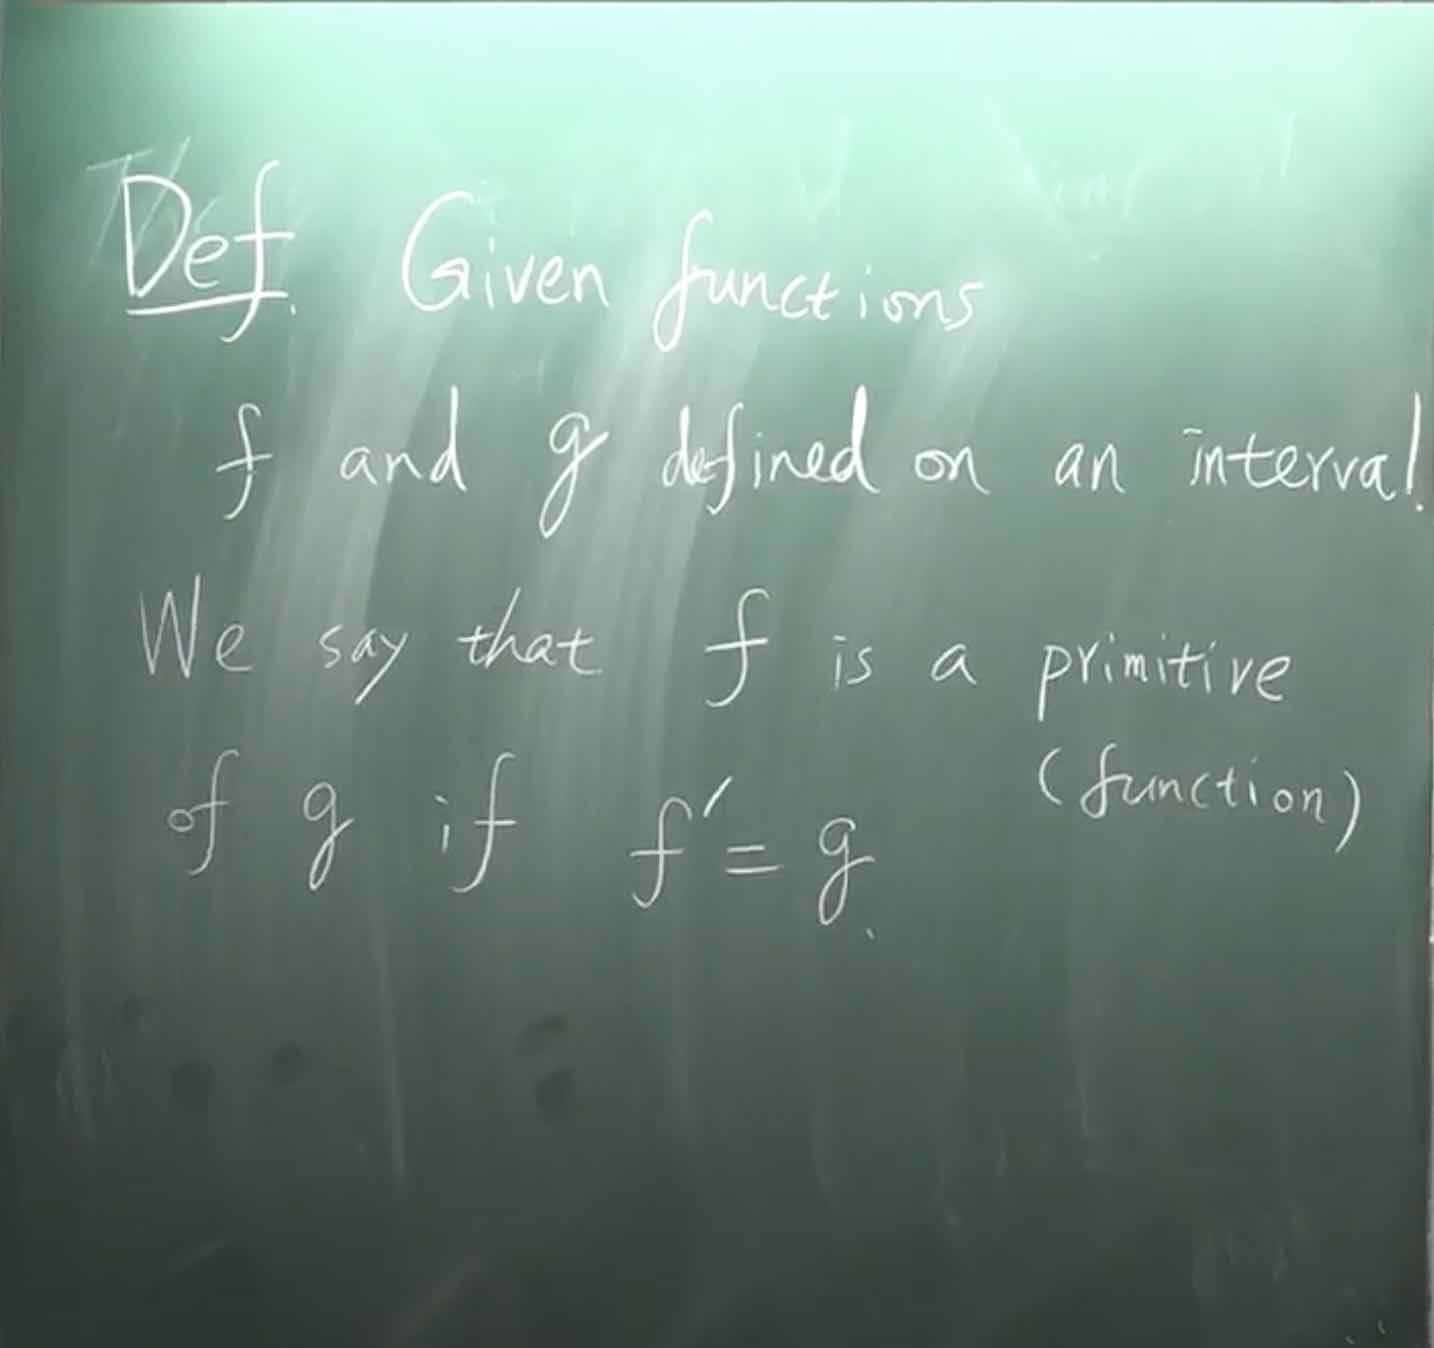 Def. Given functions
f and g defined on an interval.
We say that f is a primitive
(function)
of g if f' = g.